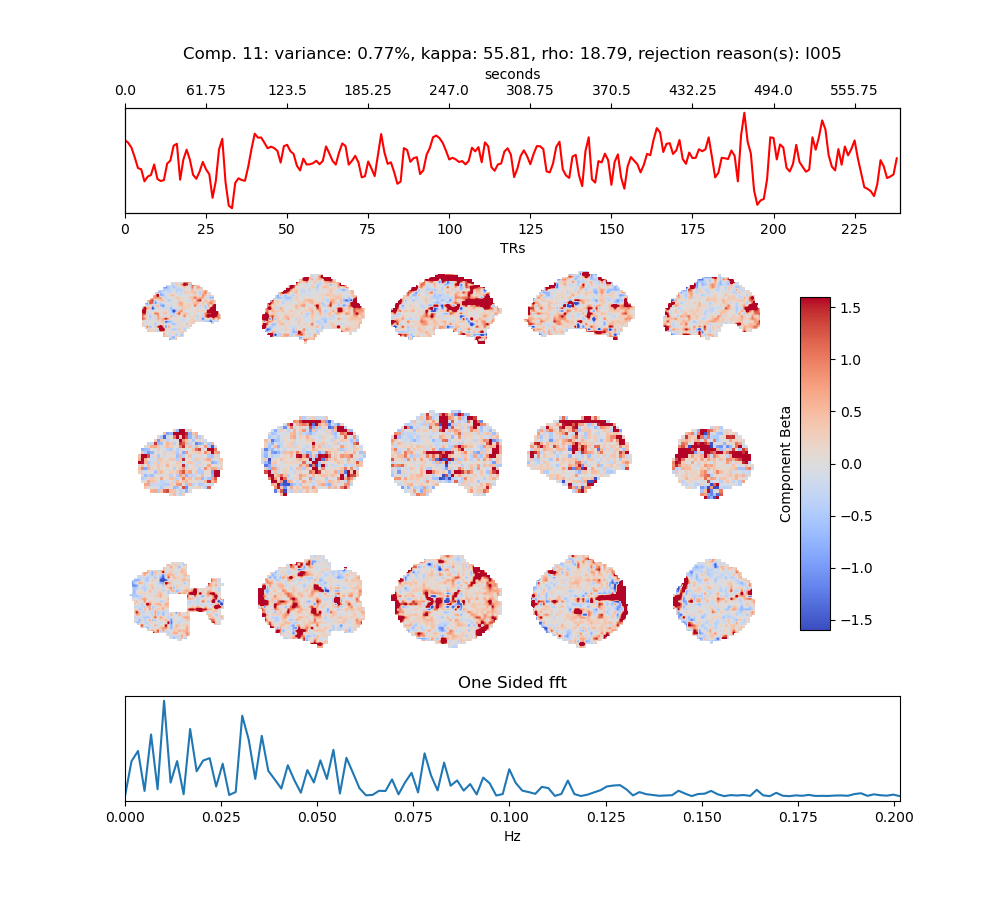 Comp. 11: variance: 0.77%, kappa: 55.81, rho: 18.79, rejection reason(s): I005
seconds
0.0 61.75 123.5 185.25 247.0 308.75 370.5 432.25 494.0 555.75
0 25 50 75 100 125 150 175 200 225
TRs
1.5
1.0
0.5
0.0
−0.5
−1.0
−1.5
Component Beta
One Sided fft
0.000 0.025 0.050 0.075 0.100 0.125 0.150 0.175 0.200
Hz